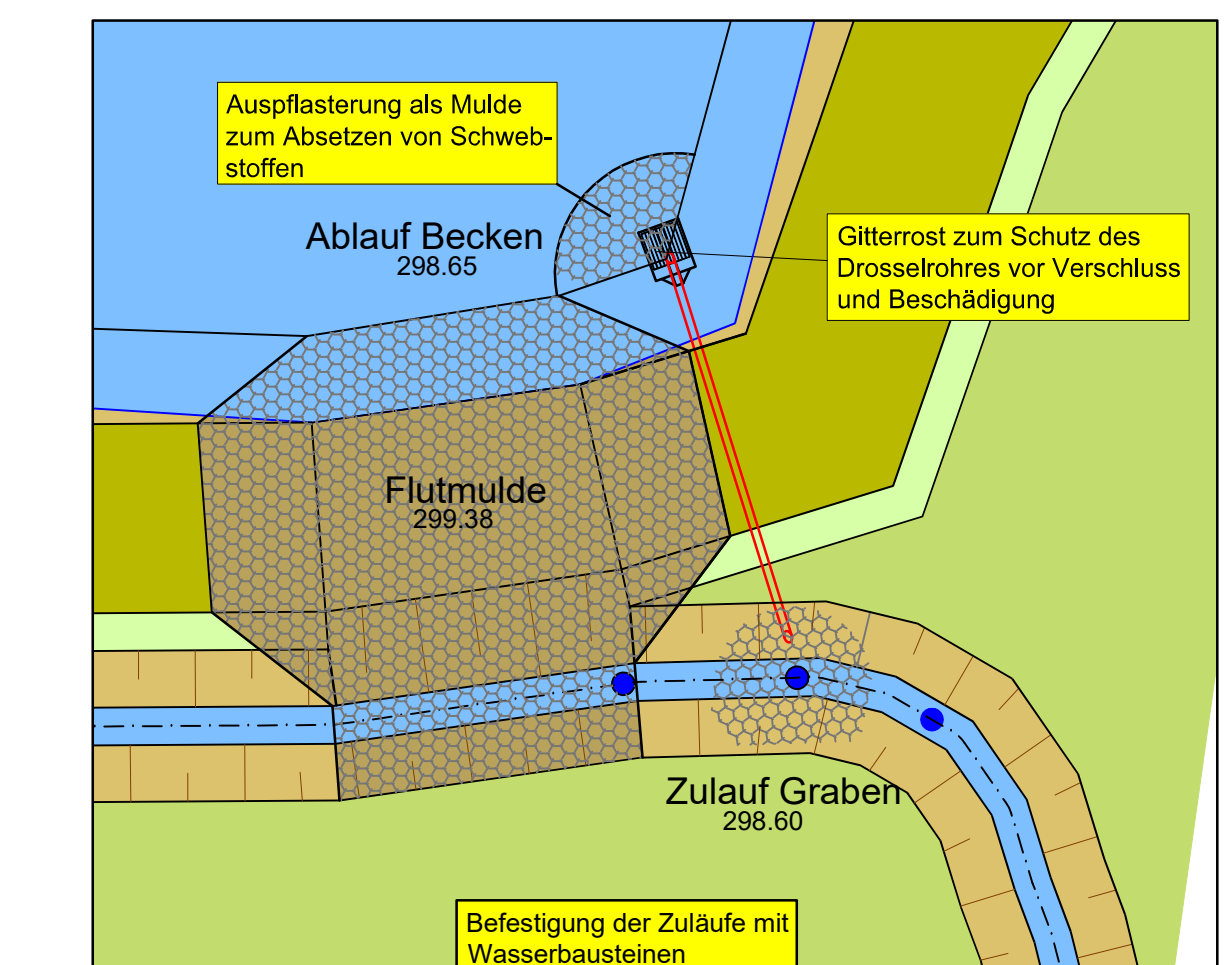 Auspflasterung als Mulde
zum Absetzen von Schweb-
stoffen
Ablauf Becken
298.65
Gitterrost zum Schutz des
Drosselrohres vor Verschluss
und Beschädigung
Flutmulde
299.38
Zulauf Graben
298.60
Befestigung der Zuläufe mit
Wasserbausteinen